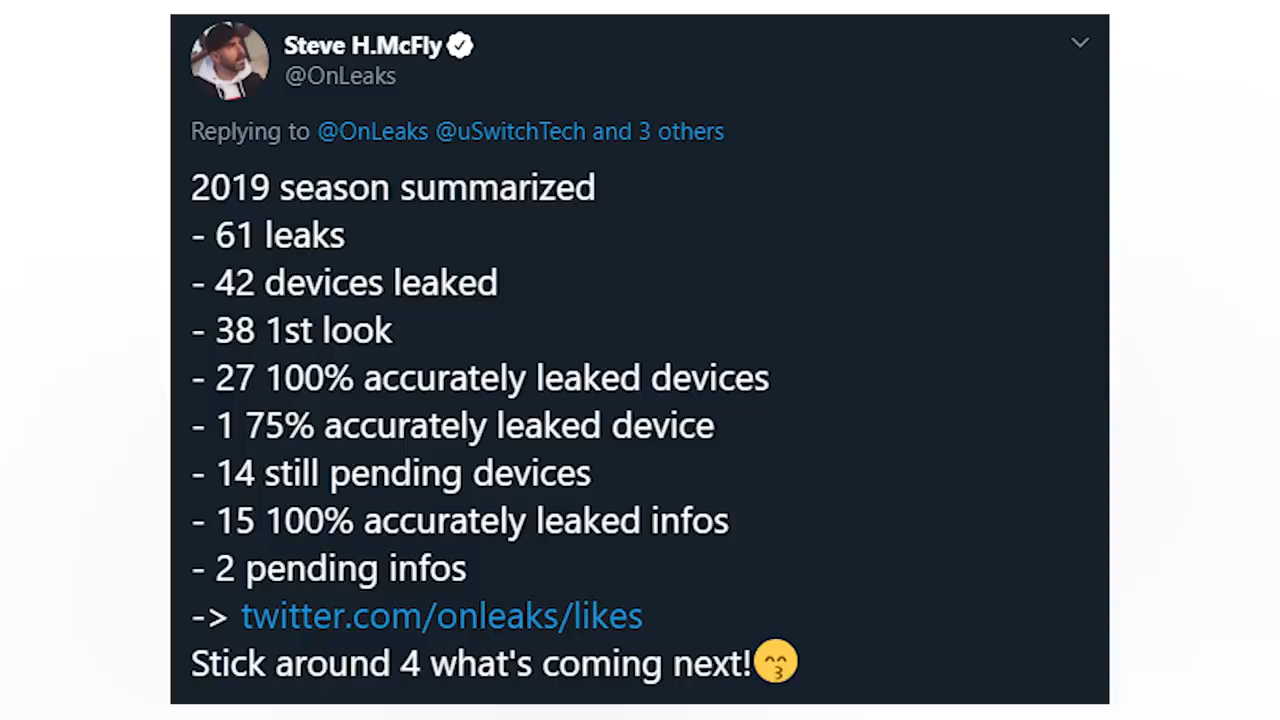 Steve H.McFly
@OnLeaks
Replying to @OnLeaks @uSwitchTech and 3 others
2019 season summarized
- 61 leaks
- 42 devices leaked
- 38 1st look
- 27 100% accurately leaked devices
- 1 75% accurately leaked device
- 14 still pending devices
- 15 100% accurately leaked infos
- 2 pending infos
-> twitter.com/onleaks/likes
Stick around 4 what's coming next!😙